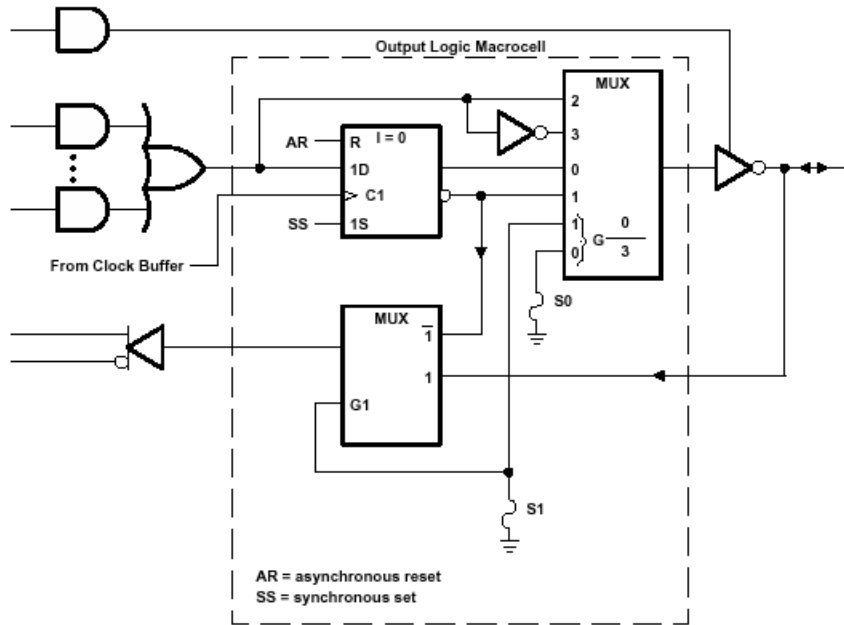 Output Logic Macrocell
MUX
2
3
AR
R
I = 0
1D
0
C1
1
SS
1S
1
0
G
0
3
From Clock Buffer
S0
MUX
1
1
G1
S1
AR = asynchronous reset
SS = synchronous set